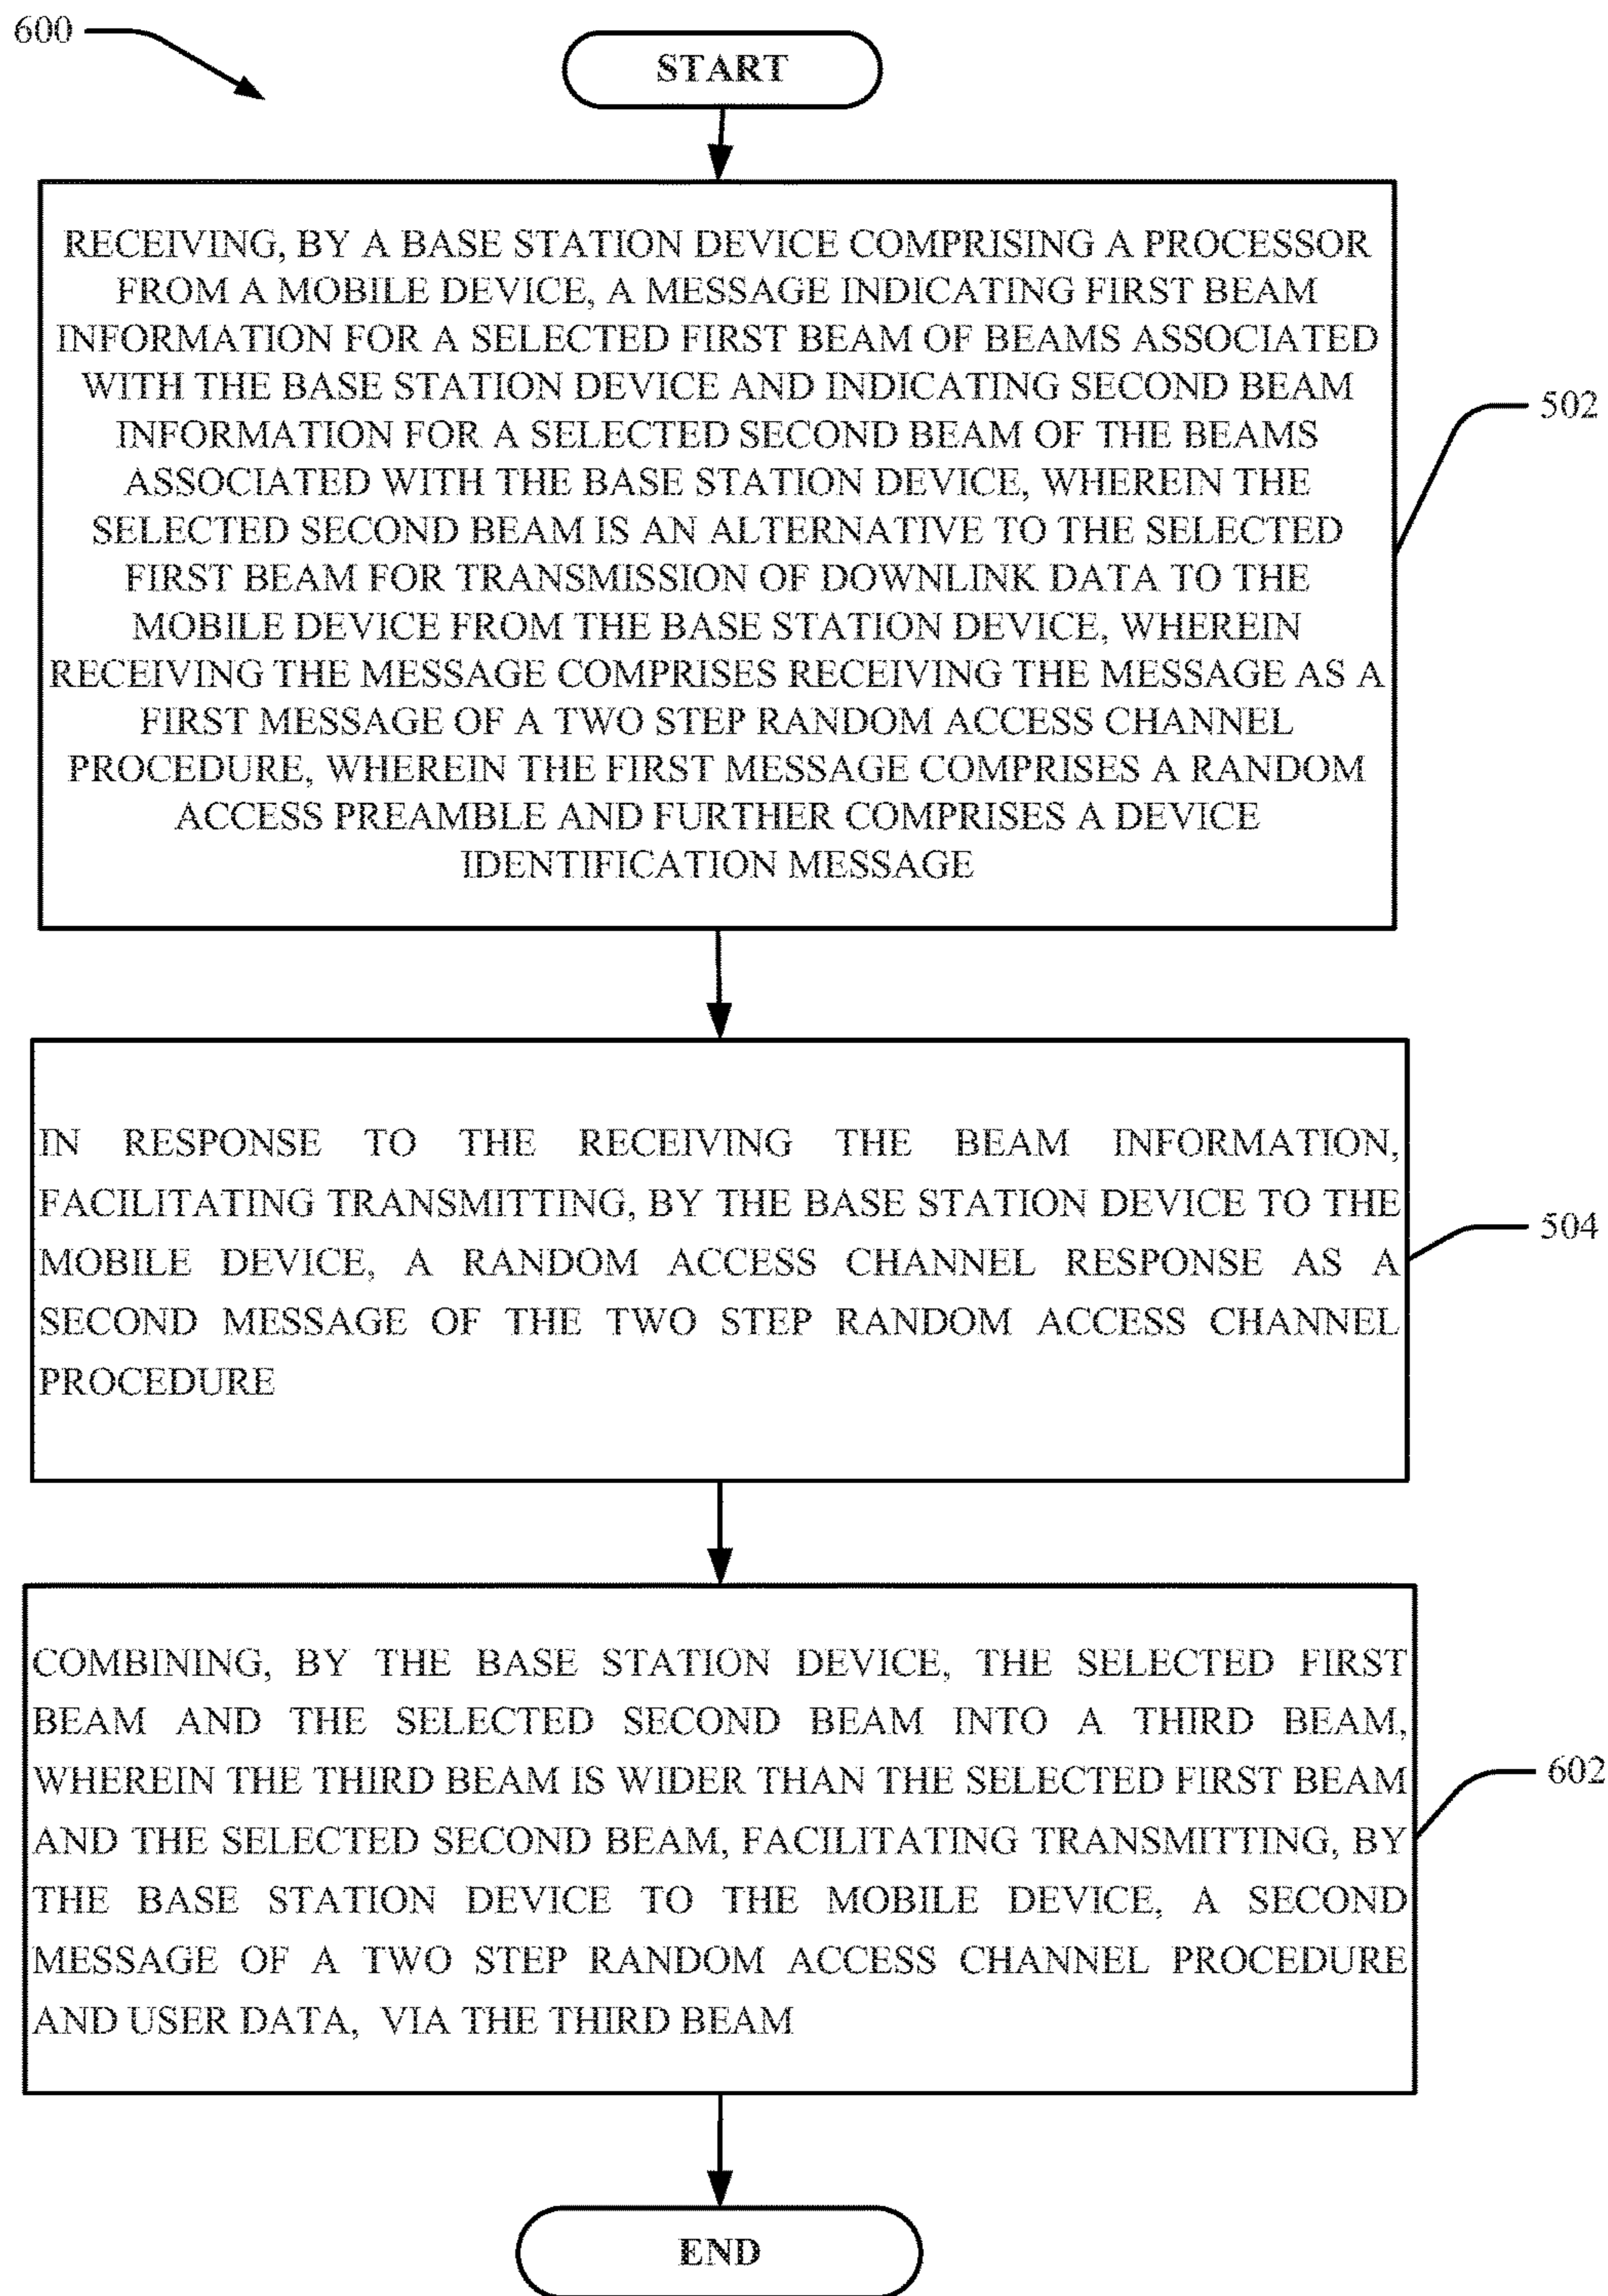 600
START
RECEIVING, BY A BASE STATION DEVICE COMPRISING A PROCESSOR
FROM A MOBILE DEVICE, A MESSAGE INDICATING FIRST BEAM
INFORMATION FOR A SELECTED FIRST BEAM OF BEAMS ASSOCIATED
WITH THE BASE STATION DEVICE AND INDICATING SECOND BEAM
INFORMATION FOR A SELECTED SECOND BEAM OF THE BEAMS
ASSOCIATED WITH THE BASE STATION DEVICE, WHEREIN THE
SELECTED SECOND BEAM IS AN ALTERNATIVE TO THE SELECTED
FIRST BEAM FOR TRANSMISSION OF DOWNLINK DATA TO THE
MOBILE DEVICE FROM THE BASE STATION DEVICE, WHEREIN
RECEIVING THE MESSAGE COMPRISES RECEIVING THE MESSAGE AS A
FIRST MESSAGE OF A TWO STEP RANDOM ACCESS CHANNEL
PROCEDURE, WHEREIN THE FIRST MESSAGE COMPRISES A RANDOM
ACCESS PREAMBLE AND FURTHER COMPRISES A DEVICE
IDENTIFICATION MESSAGE
502
IN RESPONSE TO THE RECEIVING THE BEAM INFORMATION,
FACILITATING TRANSMITTING, BY THE BASE STATION DEVICE TO THE
MOBILE DEVICE, A RANDOM ACCESS CHANNEL RESPONSE AS A
SECOND MESSAGE OF THE TWO STEP RANDOM ACCESS CHANNEL
PROCEDURE
504
COMBINING, BY THE BASE STATION DEVICE, THE SELECTED FIRST
BEAM AND THE SELECTED SECOND BEAM INTO A THIRD BEAM,
WHEREIN THE THIRD BEAM IS WIDER THAN THE SELECTED FIRST BEAM
AND THE SELECTED SECOND BEAM, FACILITATING TRANSMITTING, BY
THE BASE STATION DEVICE TO THE MOBILE DEVICE, A SECOND
MESSAGE OF A TWO STEP RANDOM ACCESS CHANNEL PROCEDURE
AND USER DATA, VIA THE THIRD BEAM
602
END